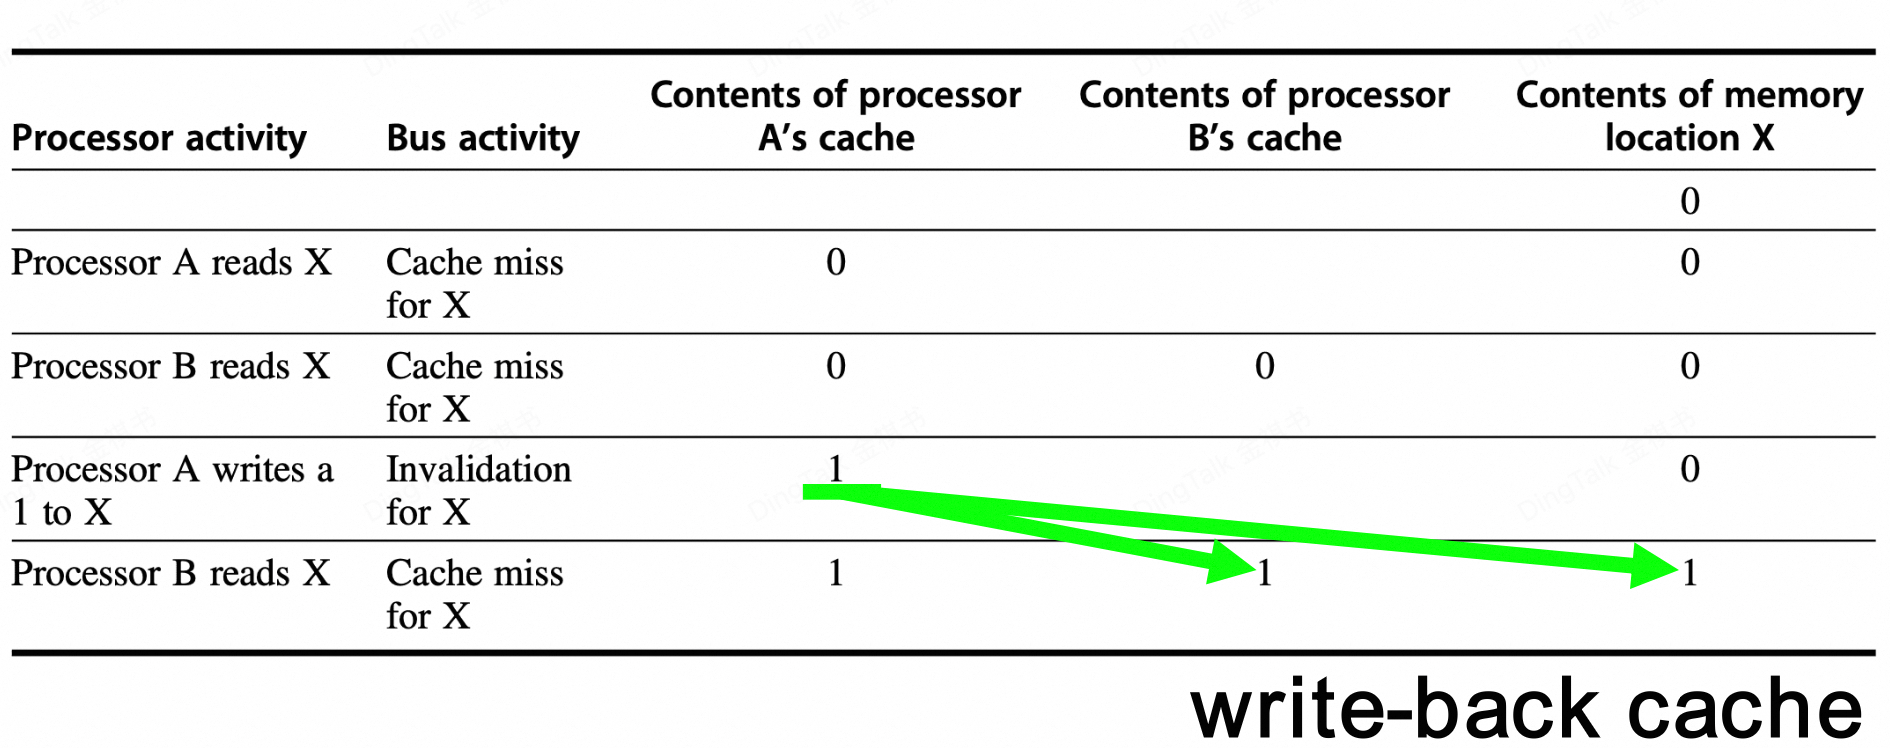 Contents of processor Contents of processor Contents of memory
Processor activity Bus activity A's cache B's cache location X
0
Processor A reads X Cache miss 0 0
for X
Processor B reads X Cache miss 0 0 0
for X
Processor A writes a Invalidation 1 0
1 to X for X
Processor B reads X Cache miss 1 1 1
for X
write-back cache